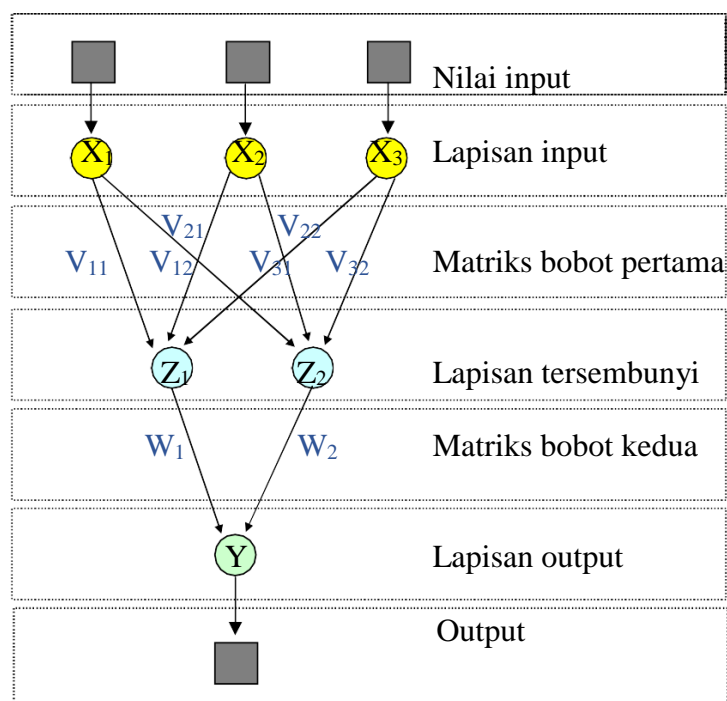 Nilai input
X1 X2 X3 Lapisan input
V21 V22
V11 V12 V31 V32 Matriks bobot pertama
Z1 Z2 Lapisan tersembunyi
W1 W2 Matriks bobot kedua
Y Lapisan output
Output